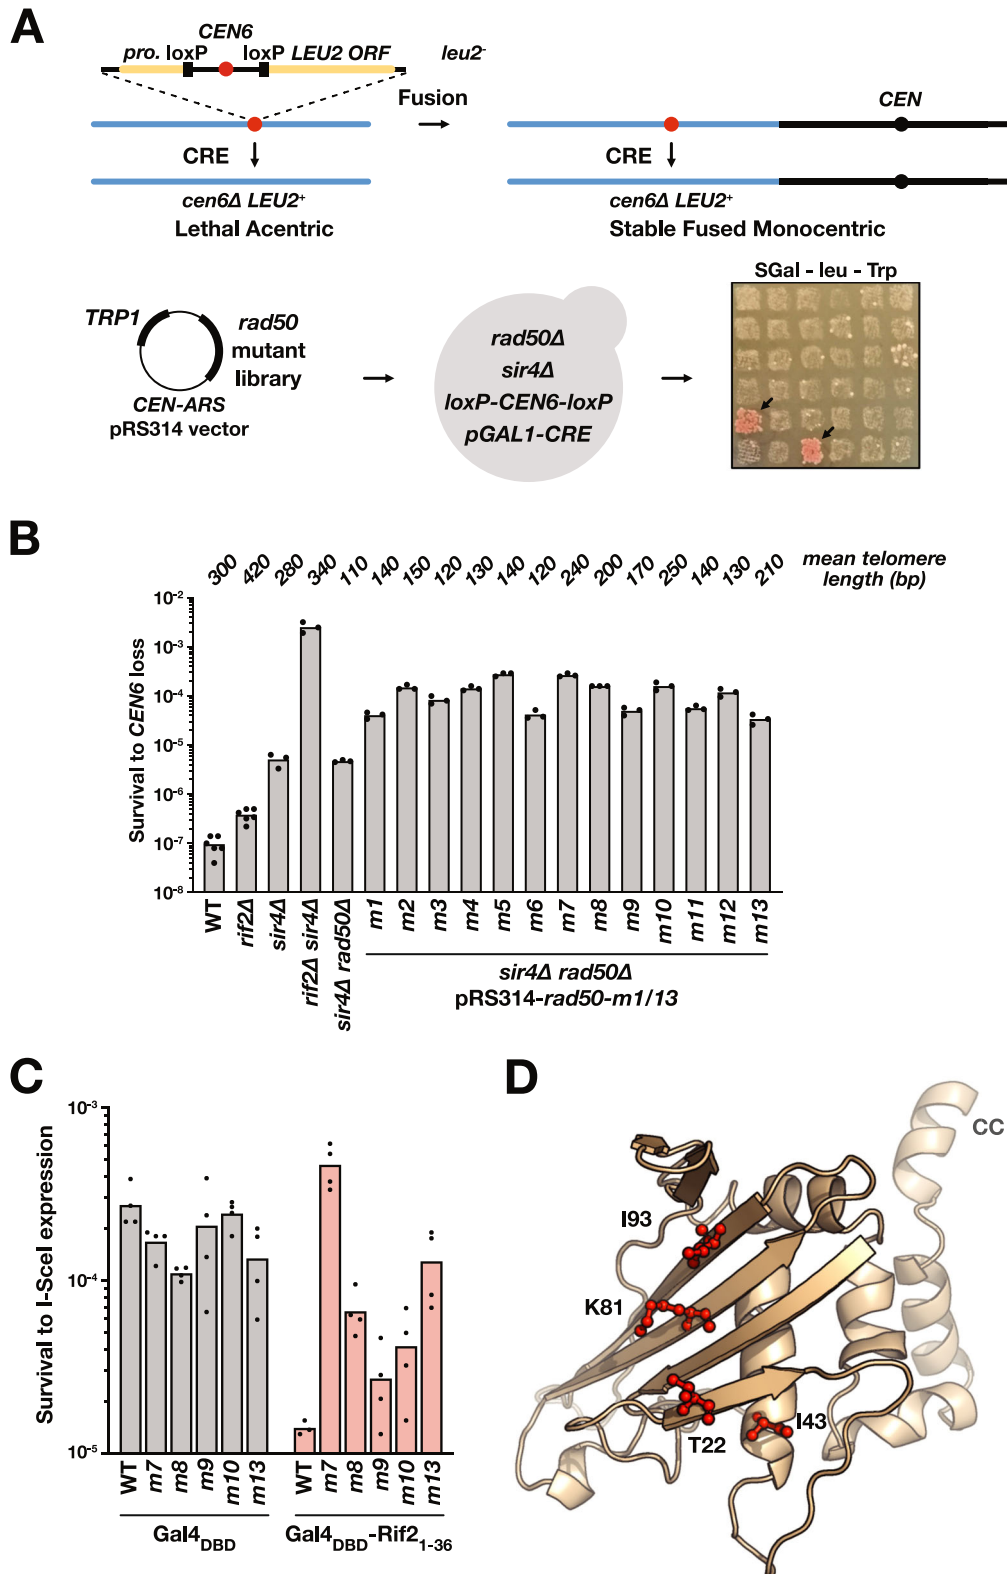 A
CEN6
pro. loxP loxP LEU2 ORF
leu2-
Fusion
CEN
CRE
CRE
cen6Δ LEU2+
cen6Δ LEU2+
Lethal Acentric
Stable Fused Monocentric
SGal - leu - Trp
TRP1
rad50
mutant
library
CEN-ARS
pRS314 vector
rad50Δ
sir4Δ
loxP-CEN6-loxP
pGAL1-CRE
B
300 420 280 340 110 140 150 120 130 140 120 240 200 170 250 140 130 210
mean telomere
length (bp)
Survival to CEN6 loss
10-2
10-3
10-4
10-5
10-6
10-7
10-8
WT rif2Δ sir4Δ rif2Δ sir4Δ sir4Δ rad50Δ m1 m2 m3 m4 m5 m6 m7 m8 m9 m10 m11 m12 m13
sir4Δ rad50Δ
pRS314-rad50-m1/13
C
Survival to I-SceI expression
10-3
10-4
10-5
WT m7 m8 m9 m10 m13 WT m7 m8 m9 m10 m13
Gal4DBD
Gal4DBD-Rif21-36
D
CC
I93
K81
T22
I43